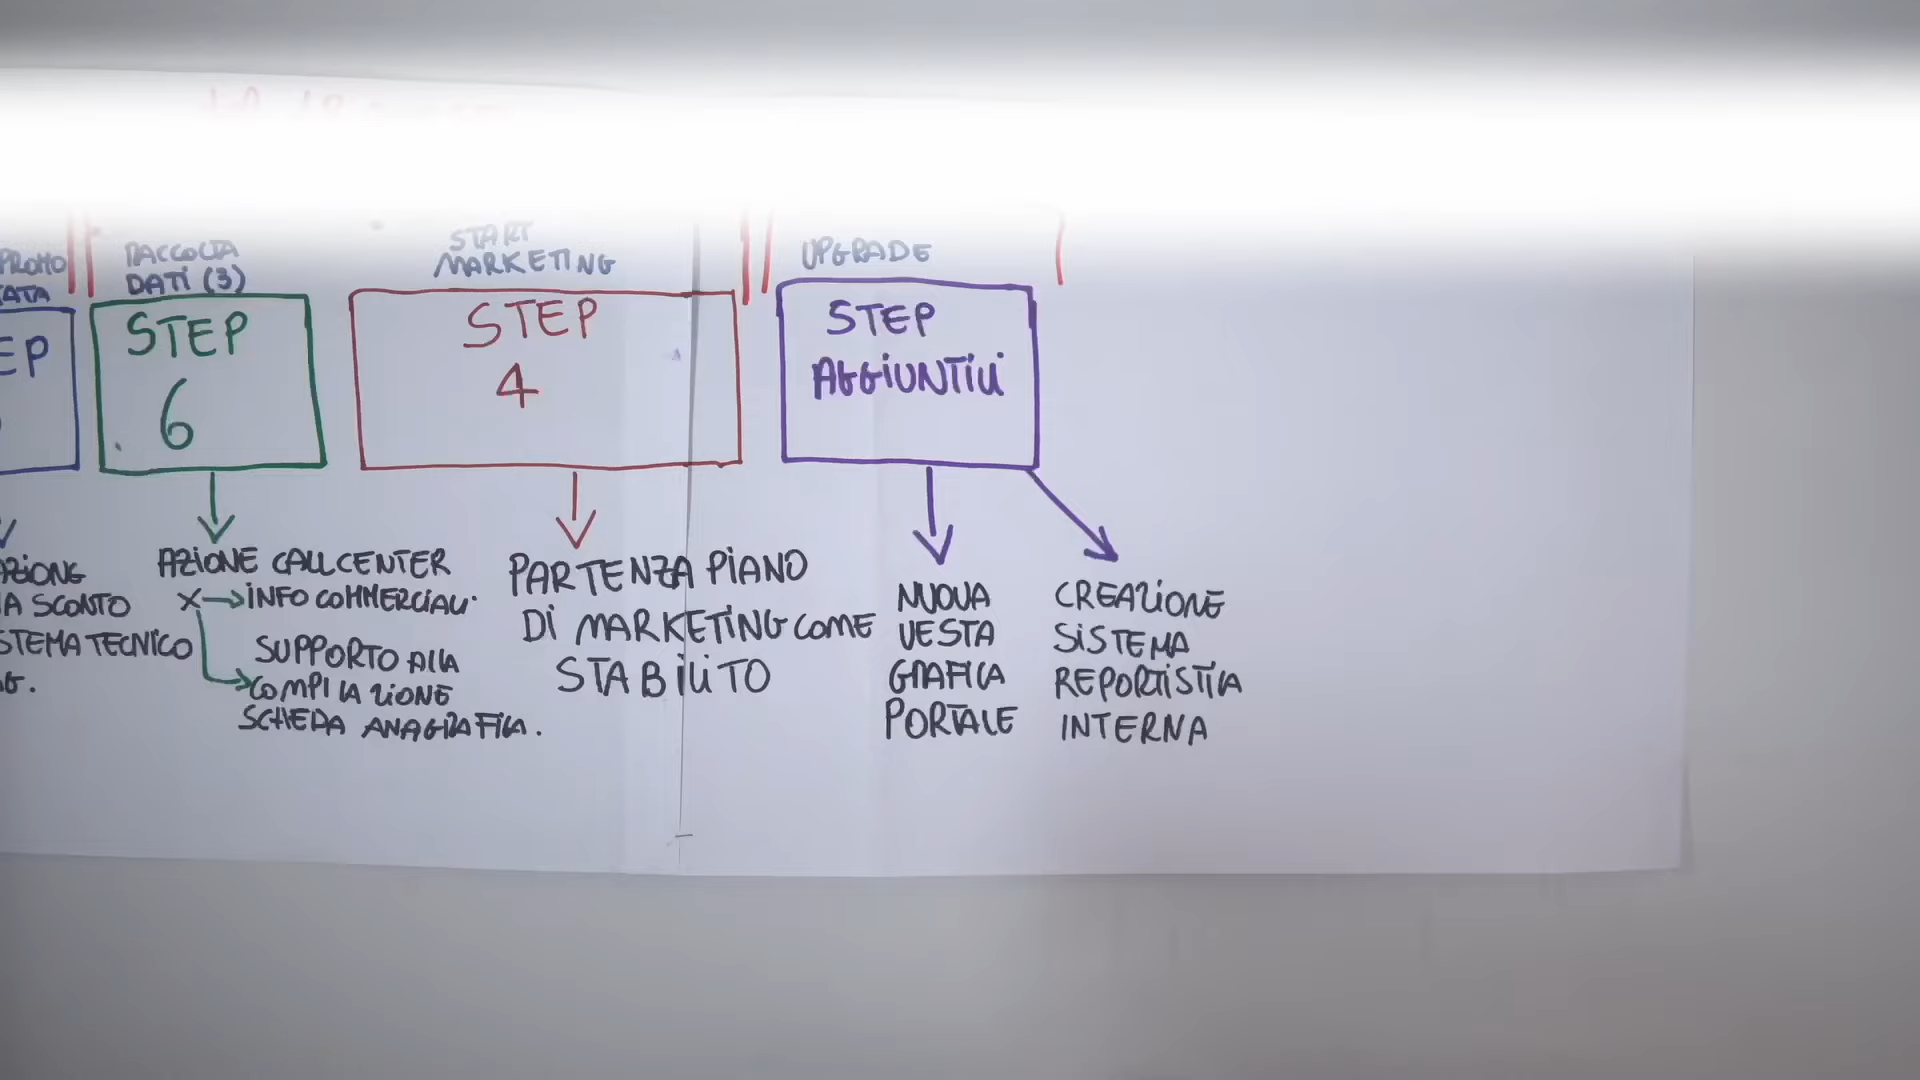 PROMO
RACCOLTA
DATI (3)
START
MARKETING
UPGRADE
STEP
6
STEP
4
STEP
AGGIUNTIVI
AZIONE CALLCENTER
X → INFO COMMERCIALI.
SUPPORTO ALLA
COMPILAZIONE
SCHEDA ANAGRAFICA.
PARTENZA PIANO
DI MARKETING COME
STABILITO
NUOVA
VESTA
GRAFICA
PORTALE
CREAZIONE
SISTEMA
REPORTISTICA
INTERNA
SCONTO
TECNICO